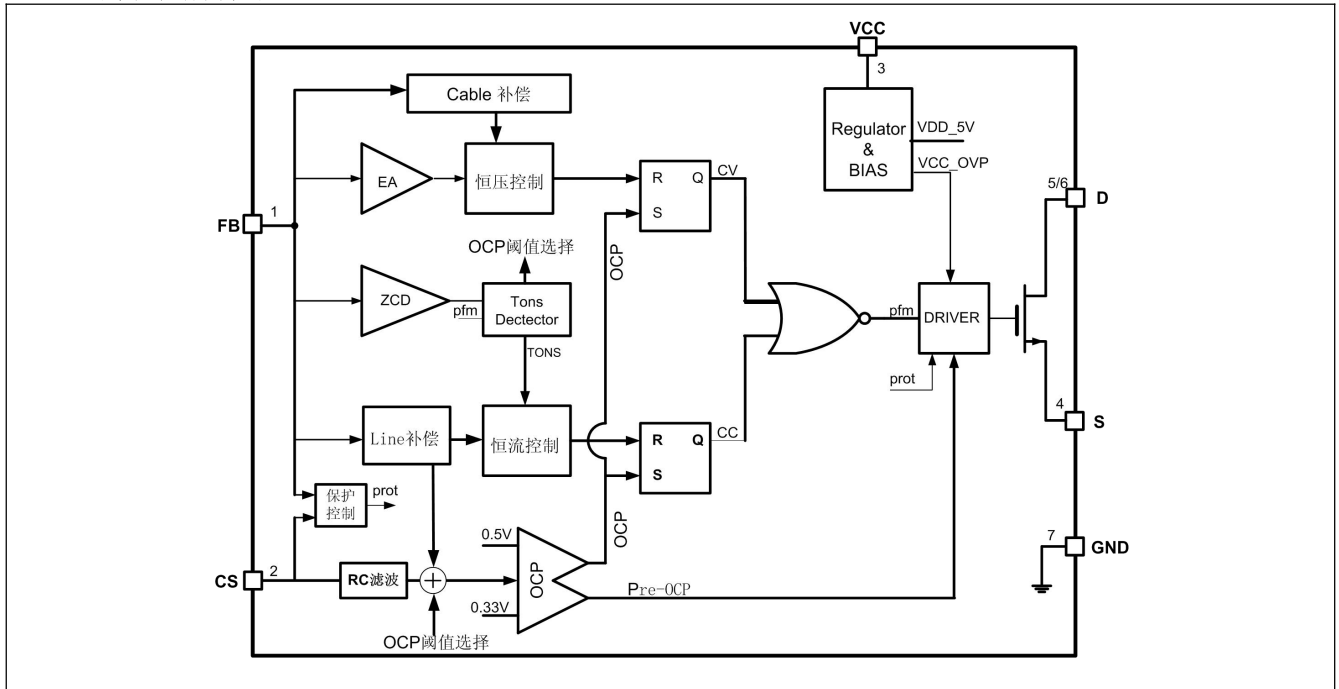 VCC
3
Cable 补偿
Regulator
&
BIAS
VDD_5V
VCC_OVP
EA
恒压控制
R
Q
S
CV
5/6
D
FB
1
OCP阈值选择
OCP
ZCD
pfm
Tons
Dectector
TONS
pfm
DRIVER
prot
4
S
Line补偿
恒流控制
R
Q
S
CC
保护
控制
prot
0.5V
OCP
7
GND
CS
2
RC滤波
OCP
Pre-OCP
0.33V
OCP阈值选择